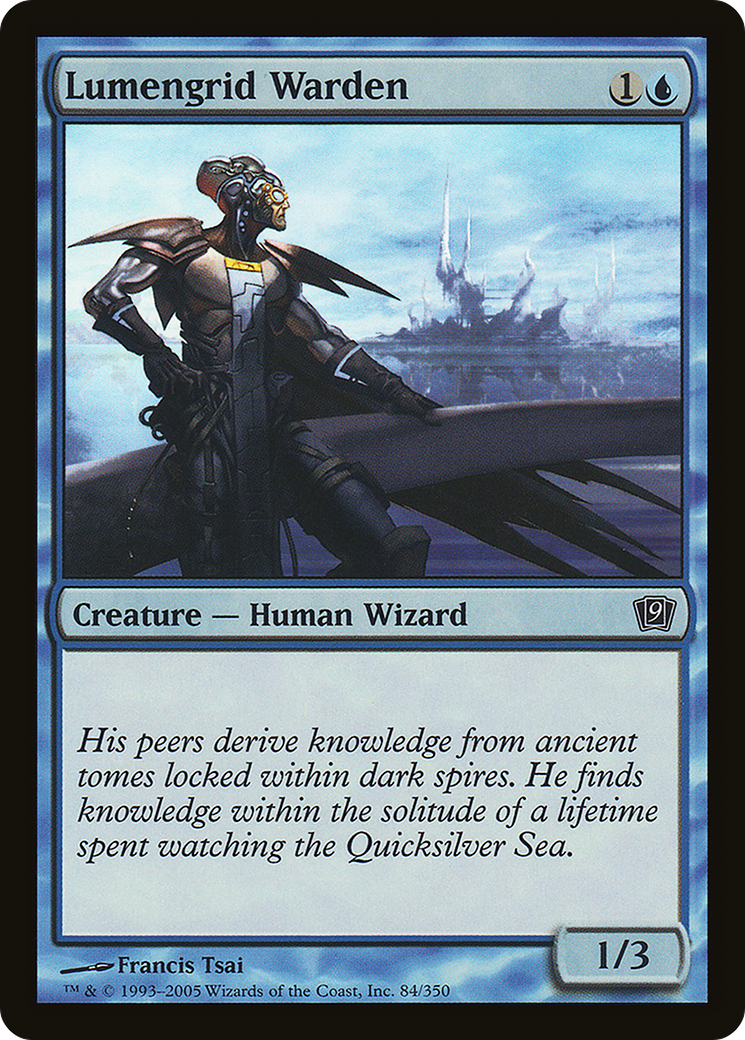 Lumengrid Warden 1
Creature — Human Wizard 9
His peers derive knowledge from ancient
tomes locked within dark spires. He finds
knowledge within the solitude of a lifetime
spent watching the Quicksilver Sea.
1/3
Francis Tsai
™ & © 1993–2005 Wizards of the Coast, Inc. 84/350